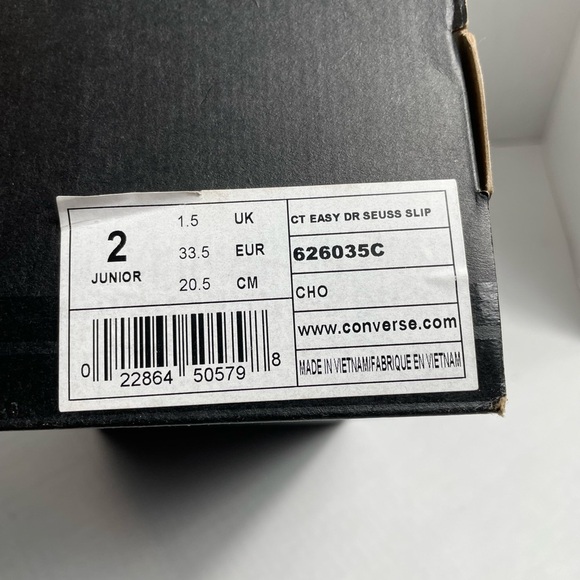 2
JUNIOR
1.5 UK
33.5 EUR
20.5 CM
0 22864 50579 8
CT EASY DR SEUSS SLIP
626035C
CHO
www.converse.com
MADE IN VIETNAM/FABRIQUE EN VIETNAM